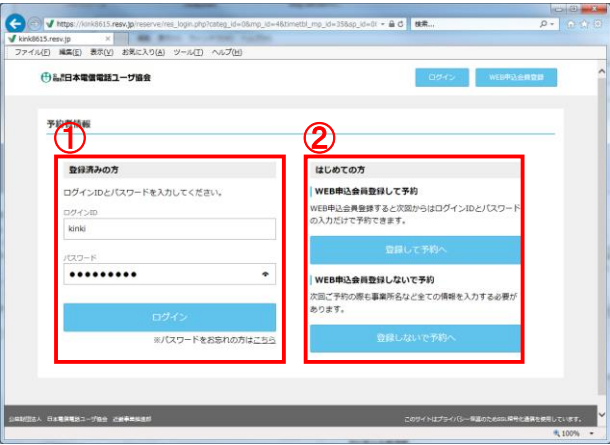 https://kink8615.resv.jp/reserve/res_login.php?categ_id=0&mp_id=4&timetbl_mp_id=35&sp_id=0
検索...
kink8615.resv.jp
ファイル(F) 編集(E) 表示(V) お気に入り(A) ツール(T) ヘルプ(H)
日本電信電話ユーザ協会
ログイン
WEB申込会員登録
予約者情報
①
登録済みの方
ログインIDとパスワードを入力してください。
ログインID
kinki
パスワード
●●●●●●●●●
ログイン
※パスワードをお忘れの方はこちら
②
はじめての方
WEB申込会員登録して予約
WEB申込会員登録すると次回からはログインIDとパスワード
の入力だけで予約できます。
登録して予約へ
WEB申込会員登録しないで予約
次回ご予約の際も事業所名など全ての情報を入力する必要が
あります。
登録しないで予約へ
公益財団法人 日本電信電話ユーザ協会 近畿事業推進部
このサイトはプライバシー保護のためSSL暗号化通信を使用しています。
100%